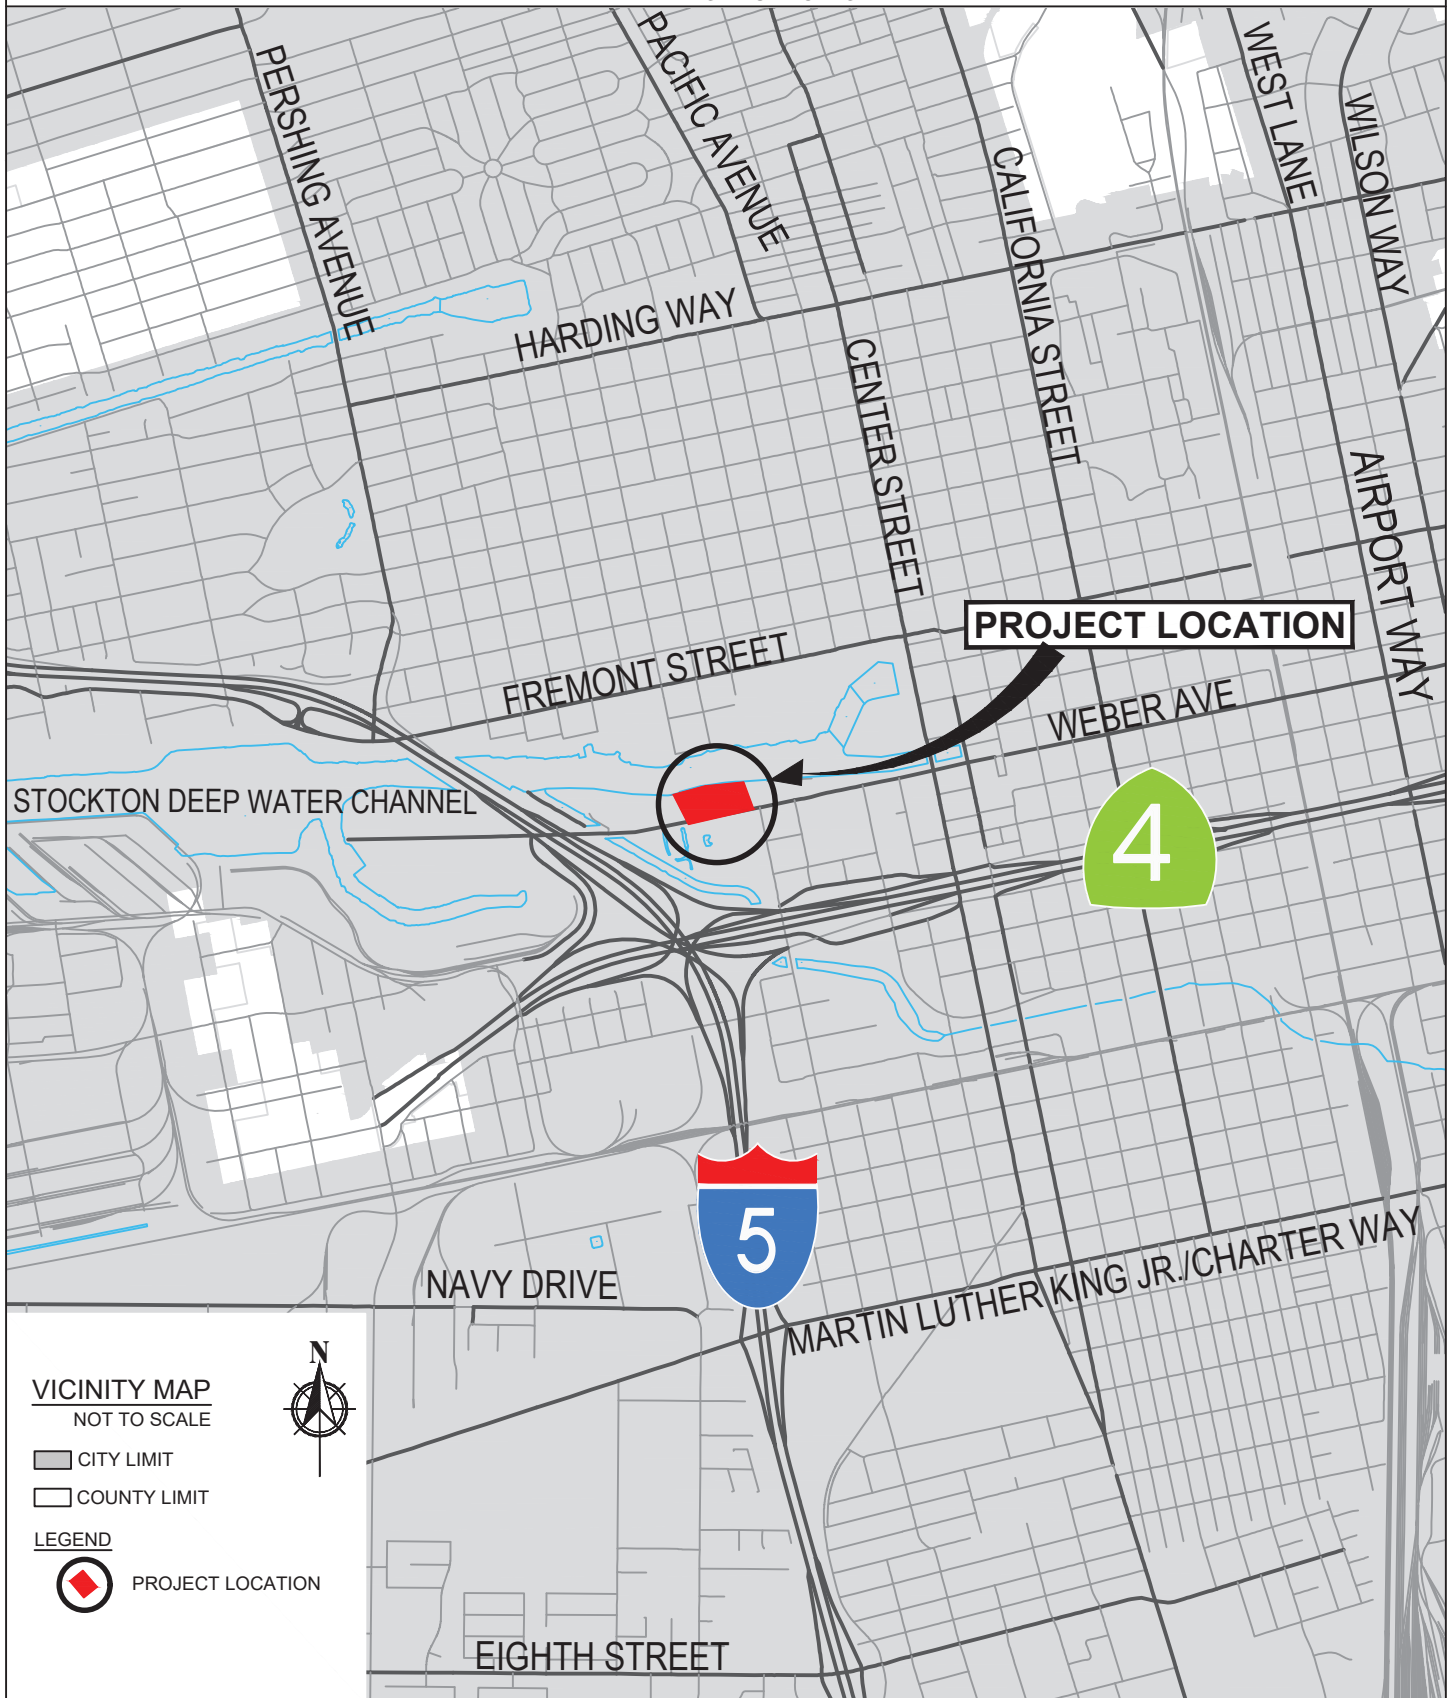 PERSHING AVENUE
PACIFIC AVENUE
WEST LANE
WILSON WAY
CALIFORNIA STREET
HARDING WAY
CENTER STREET
AIRPORT WAY
PROJECT LOCATION
FREMONT STREET
WEBER AVE
STOCKTON DEEP WATER CHANNEL
4
5
NAVY DRIVE
MARTIN LUTHER KING JR./CHARTER WAY
N
VICINITY MAP
NOT TO SCALE
CITY LIMIT
COUNTY LIMIT
LEGEND
PROJECT LOCATION
EIGHTH STREET